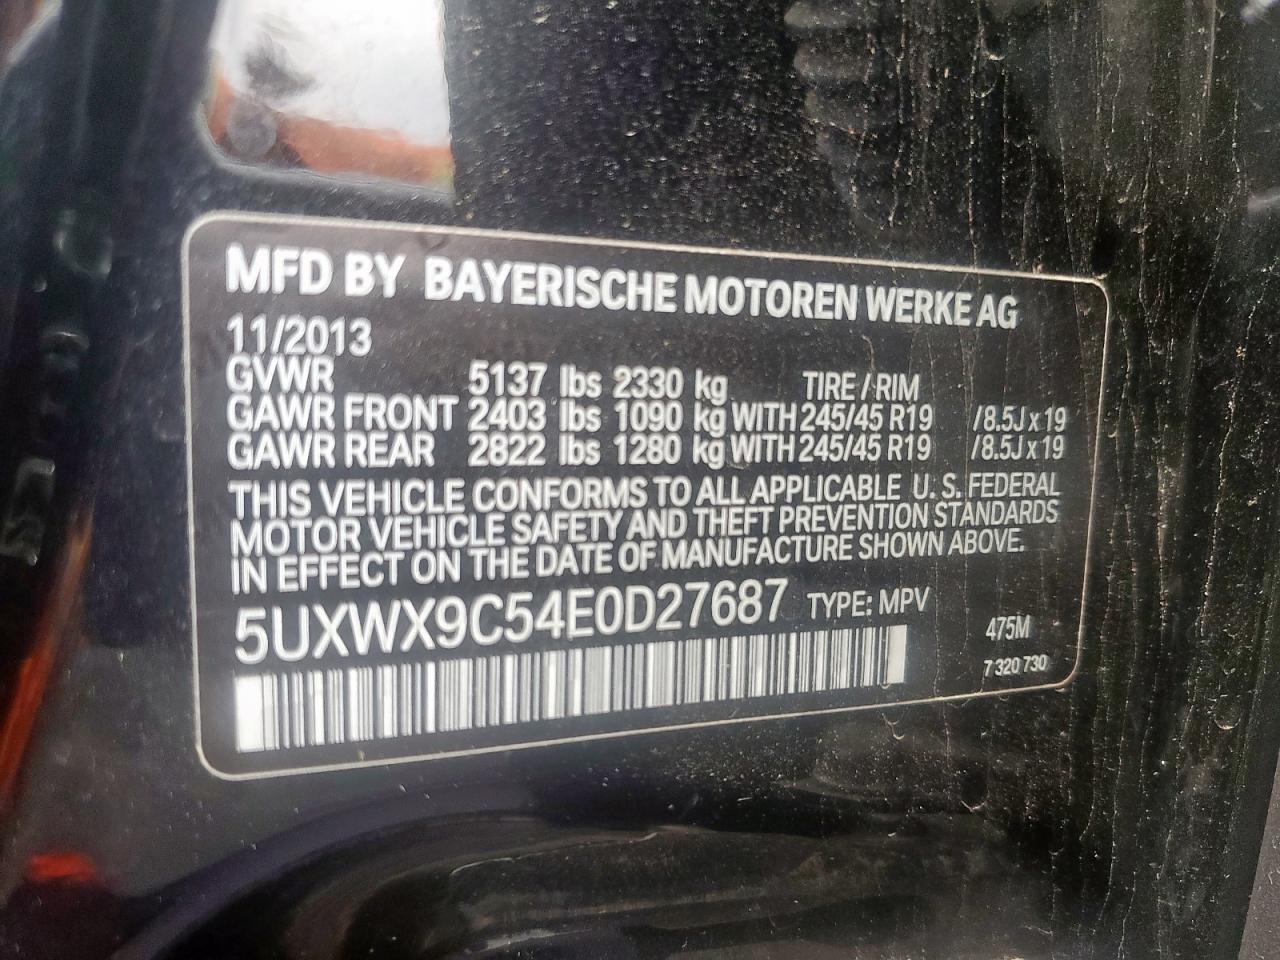 MFD BY BAYERISCHE MOTOREN WERKE AG
11/2013
GVWR 5137 lbs 2330 kg TIRE / RIM
GAWR FRONT 2403 lbs 1090 kg WITH 245/45 R19 /8.5J x 19
GAWR REAR 2822 lbs 1280 kg WITH 245/45 R19 /8.5J x 19
THIS VEHICLE CONFORMS TO ALL APPLICABLE U. S. FEDERAL
MOTOR VEHICLE SAFETY AND THEFT PREVENTION STANDARDS
IN EFFECT ON THE DATE OF MANUFACTURE SHOWN ABOVE.
5UXWX9C54E0D27687 TYPE: MPV
475M
7 320 730